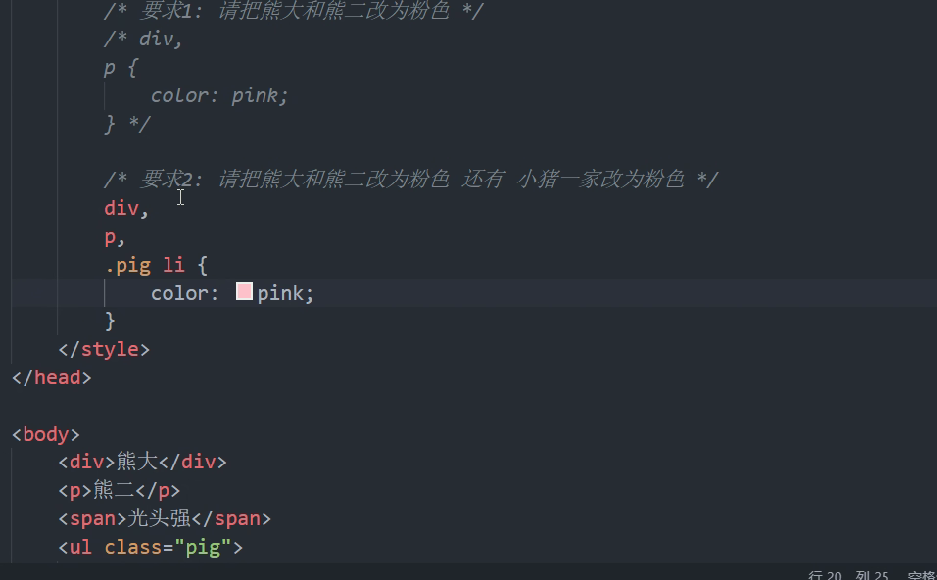 /* 要求1: 请把熊大和熊二改为粉色 */
/* div,
p {
color: pink;
} */
/* 要求2: 请把熊大和熊二改为粉色 还有 小猪一家改为粉色 */
div,
p,
.pig li {
color: pink;
}
</style>
</head>
<body>
<div>熊大</div>
<p>熊二</p>
<span>光头强</span>
<ul class="pig">
行 20 列 25 空格